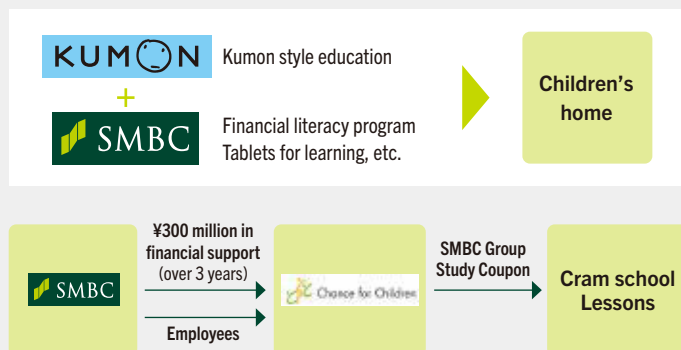 KUMON
Kumon style education
+
SMBC
Financial literacy program
Tablets for learning, etc.
Children's
home
SMBC
¥300 million in
financial support
(over 3 years)
Employees
Chance for Children
SMBC Group
Study Coupon
Cram school
Lessons